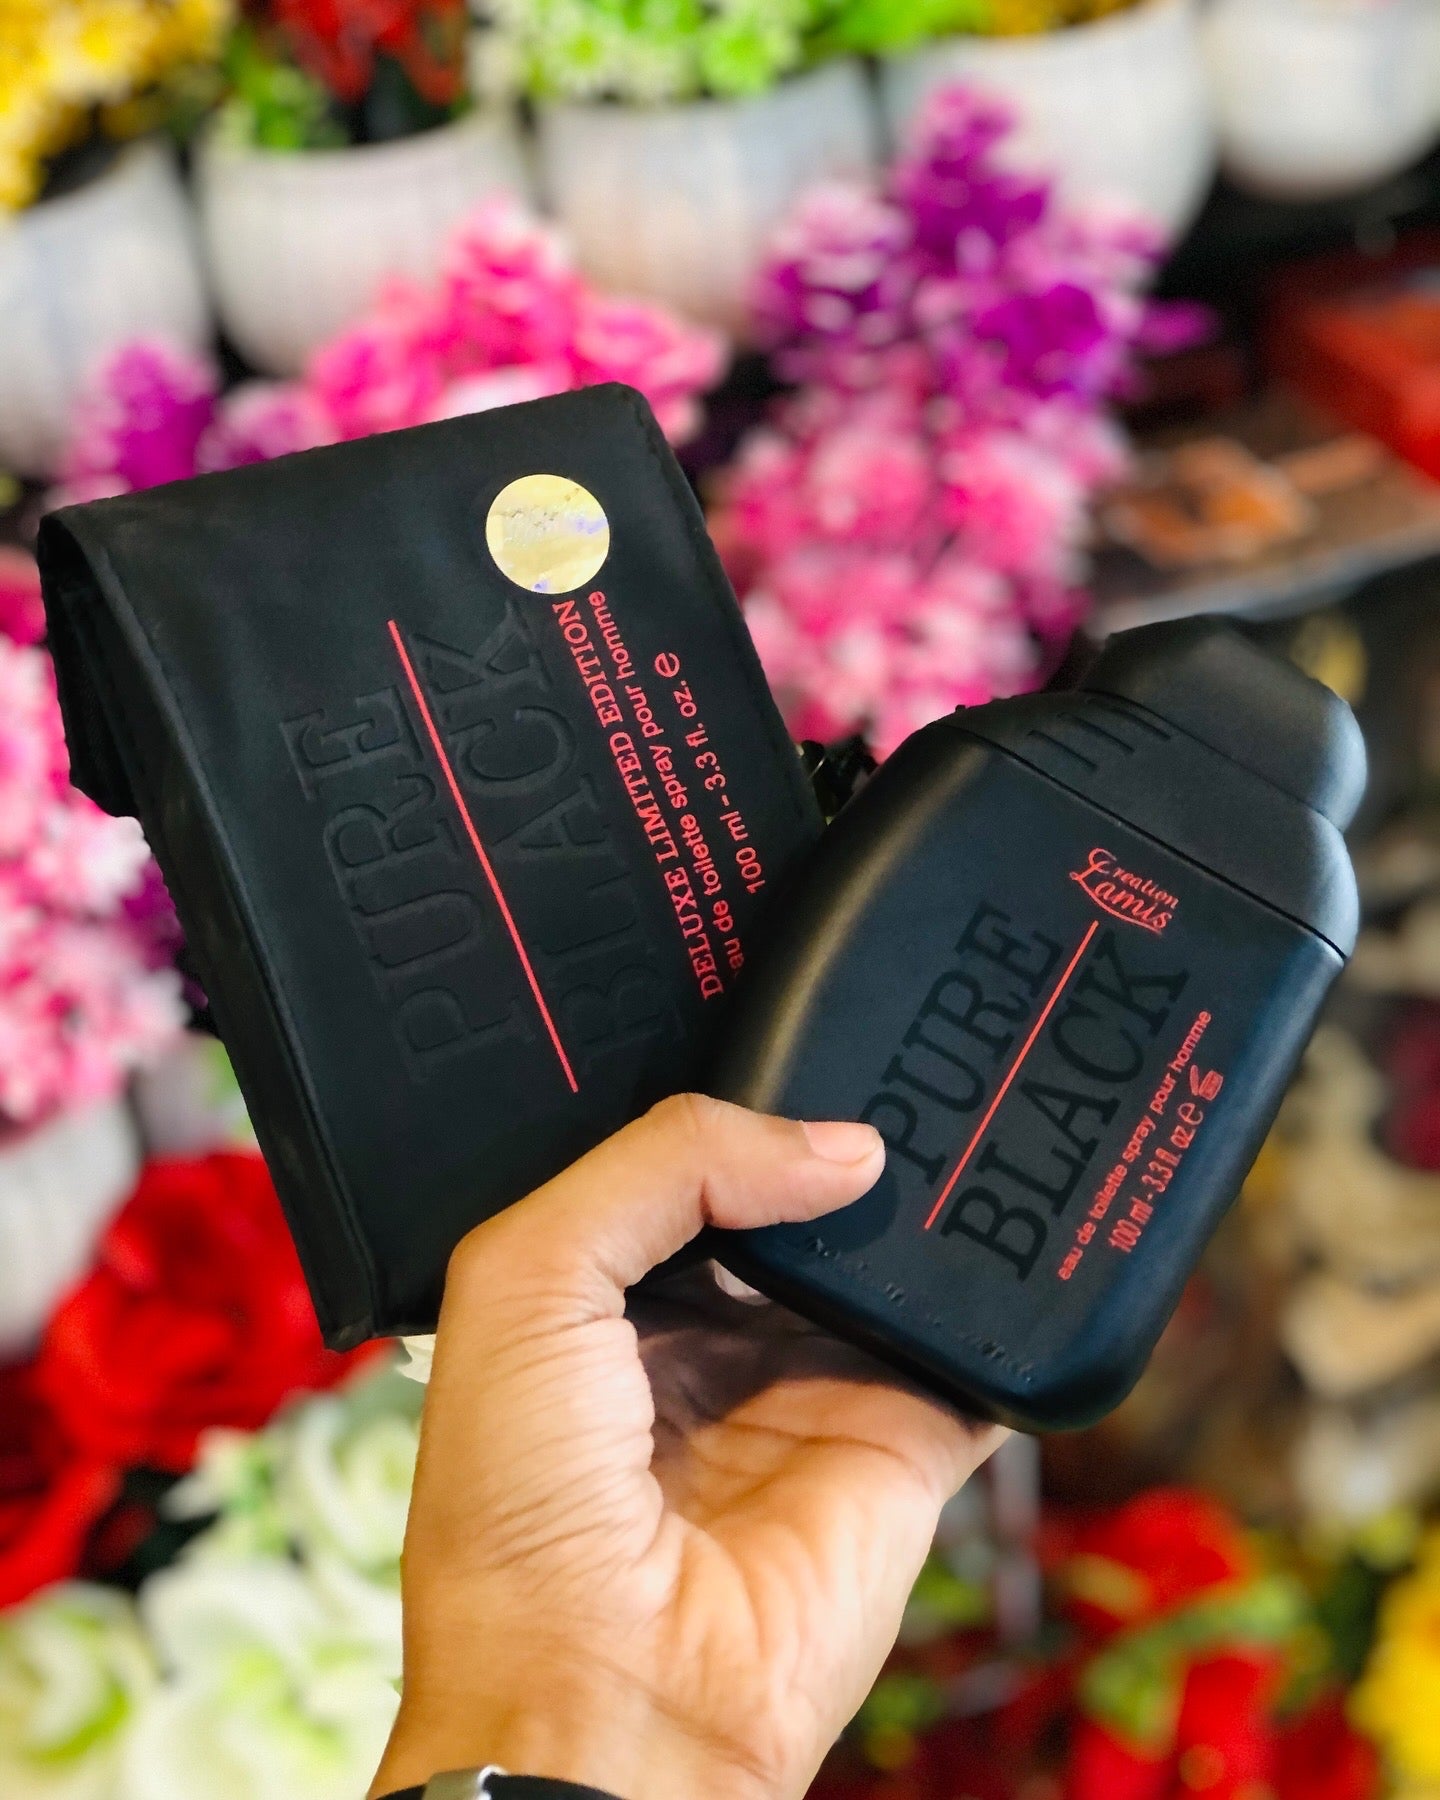 PURE
BLACK
DELUXE LIMITED EDITION
eau de toilette spray pour homme
100 ml - 3.3 fl. oz. e
Creation
Lamis
PURE
BLACK
eau de toilette spray pour homme
100 ml - 3.3 fl. oz e